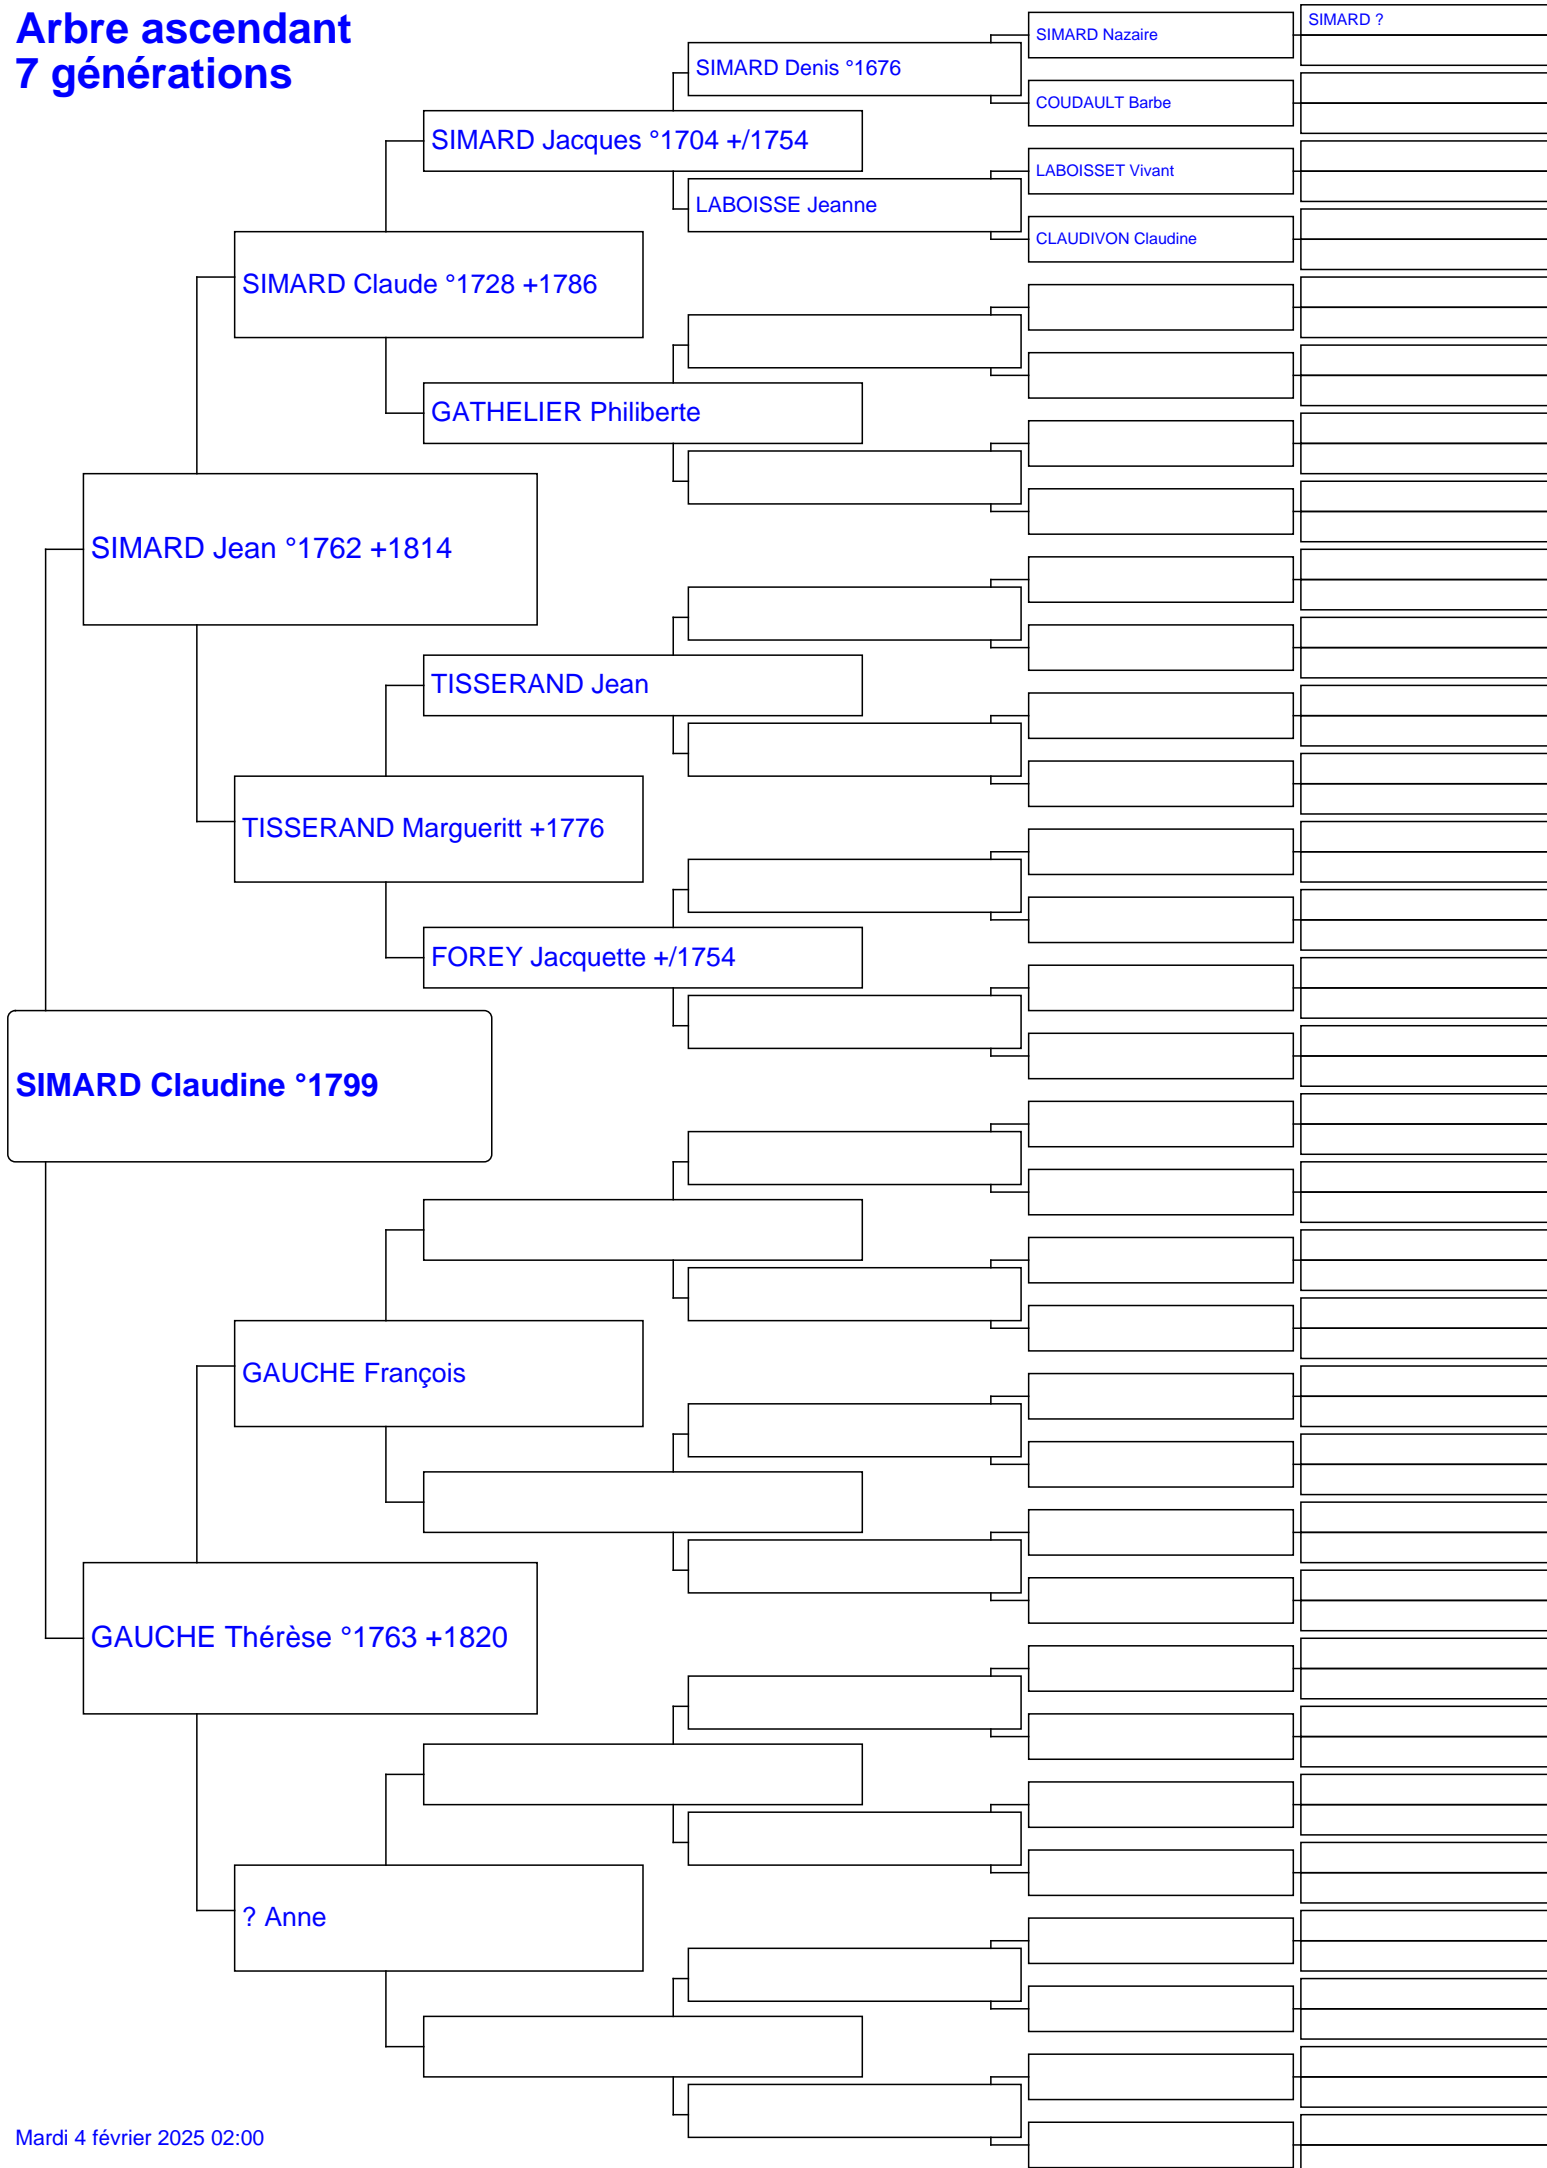 Arbre ascendant
7 générations
SIMARD ?
SIMARD Nazaire
SIMARD Denis °1676
COUDAULT Barbe
SIMARD Jacques °1704 +/1754
LABOISSET Vivant
LABOISSE Jeanne
CLAUDIVON Claudine
SIMARD Claude °1728 +1786
GATHELIER Philiberte
SIMARD Jean °1762 +1814
TISSERAND Jean
TISSERAND Margueritt +1776
FOREY Jacquette +/1754
SIMARD Claudine °1799
GAUCHE François
GAUCHE Thérèse °1763 +1820
? Anne
Mardi 4 février 2025 02:00